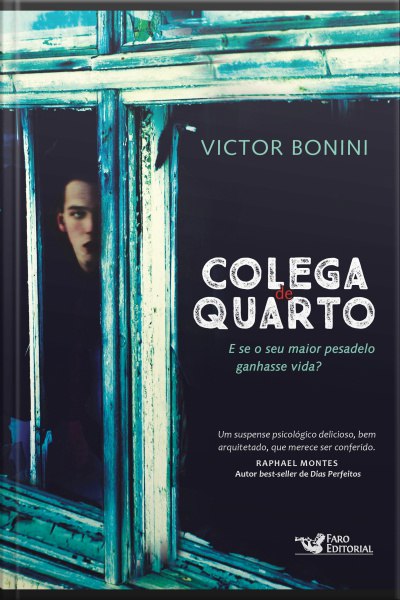 VICTOR BONINI
COLEGA
de
QUARTO
E se o seu maior pesadelo
ganhasse vida?
Um suspense psicológico delicioso, bem
arquitetado, que merece ser conferido.
RAPHAEL MONTES
Autor best-seller de Dias Perfeitos
FARO
EDITORIAL